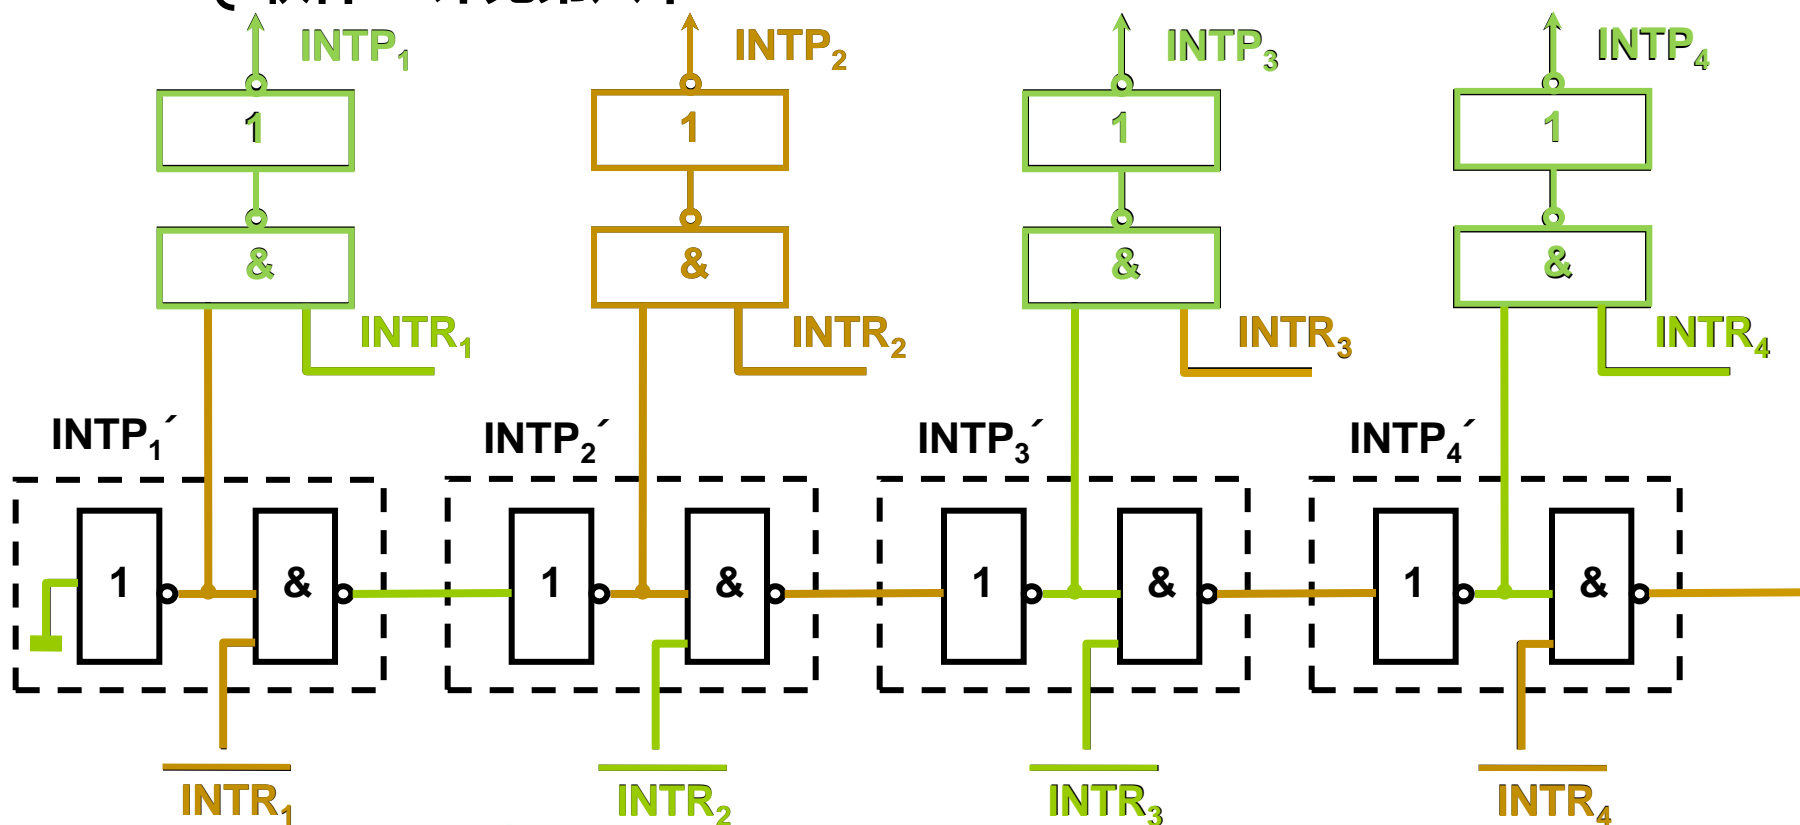 INTP₁ INTP₂ INTP₃ INTP₄
1 1 1 1
& & & &
INTR₁ INTR₂ INTR₃ INTR₄
INTP₁´ INTP₂´ INTP₃´ INTP₄´
1 & 1 & 1 & 1 &
INTR₁ INTR₂ INTR₃ INTR₄